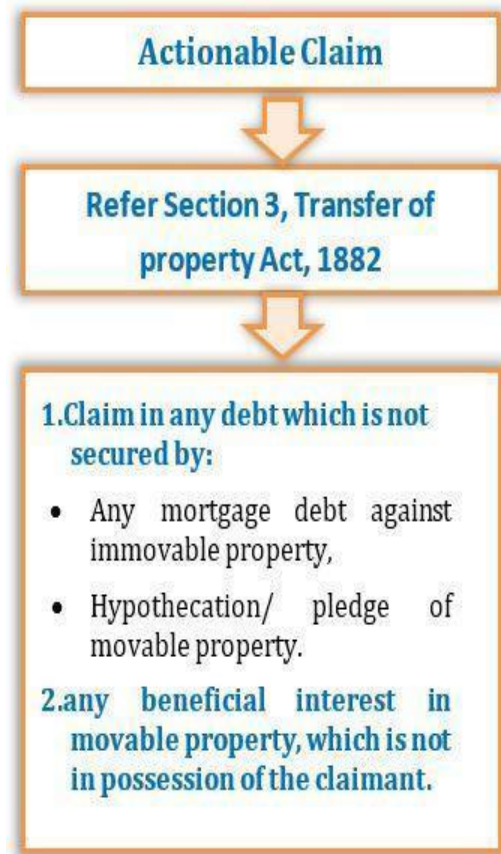 Actionable Claim
Refer Section 3, Transfer of
property Act, 1882
1.Claim in any debt which is not
secured by:
• Any mortgage debt against
immovable property,
• Hypothecation/ pledge of
movable property.
2.any beneficial interest in
movable property, which is not
in possession of the claimant.